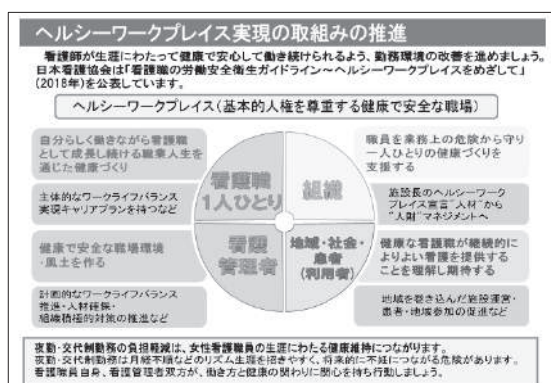 ヘルシーワークプレイス実現の取組みの推進
看護師が生涯にわたって健康で安心して働き続けられるよう、勤務環境の改善を進めましょう。
日本看護協会は「看護職の労働安全衛生ガイドライン~ヘルシーワークプレイスをめざして」
(2018年)を公表しています。
ヘルシーワークプレイス(基本的人権を尊重する健康で安全な職場)
自分らしく働きながら看護職
として成長し続ける職業人生を
通じた健康づくり
主体的なワークライフバランス
実現キャリアプランを持つなど
看護職
1人ひとり
組織
職員を業務上の危険から守り
一人ひとりの健康づくりを
支援する
施設長のヘルシーワーク
プレイス宣言“人材”から
“人財”マネジメントへ
健康で安全な職場環境
・風土を作る
計画的なワークライフバランス
推進・人材確保・
組織積極的対策の推進など
看護
管理者
地域・社会・
患者
(利用者)
健康な看護職が継続的に
よりよい看護を提供する
ことを理解し期待する
地域を巻き込んだ施設運営・
患者・地域参加の促進など
夜勤・交代制勤務の負担軽減は、女性看護職員の生涯にわたる健康維持につながります。
夜勤・交代制勤務は月経不順などのリズム生涯を招きやすく、将来的に不妊につながる危険があります。
看護職員自身、看護管理者双方が、働き方と健康の関わりに関心を持ち行動しましょう。